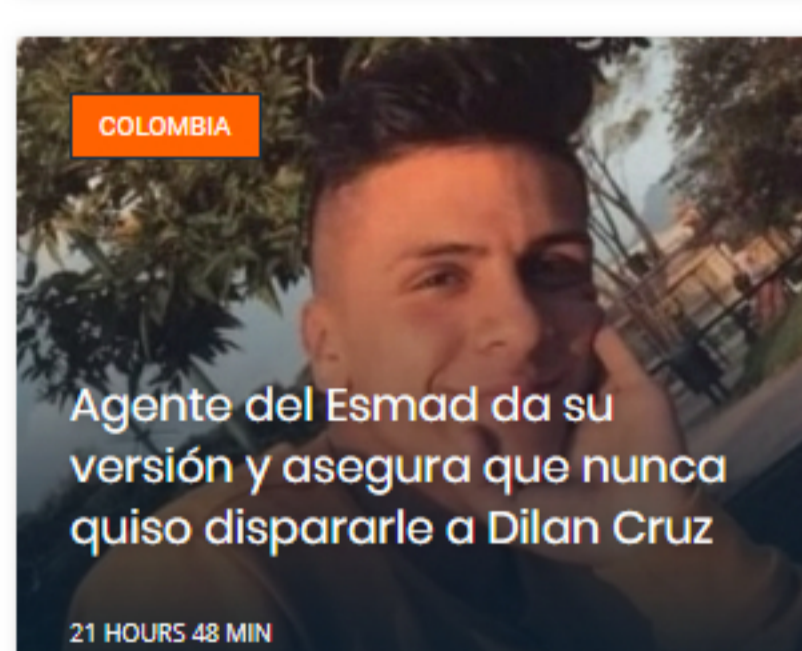 COLOMBIA
Agente del Esmad da su
versión y asegura que nunca
quiso dispararle a Dilan Cruz
21 HOURS 48 MIN